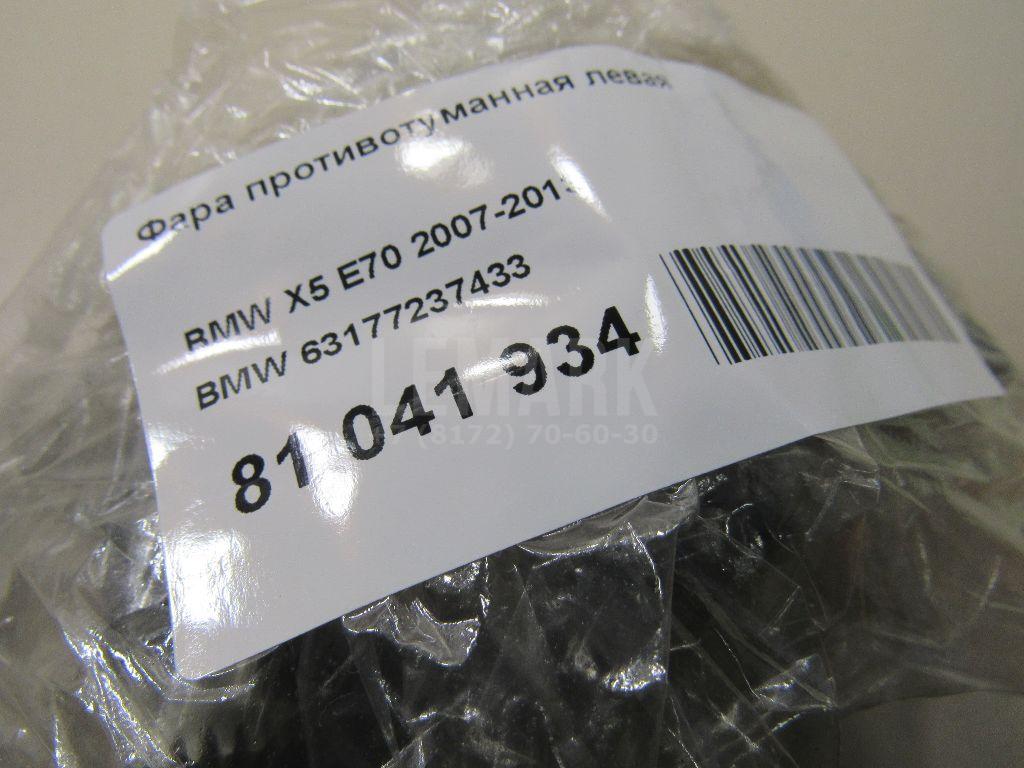 Фара противотуманная левая
BMW X5 E70 2007-2013
BMW 63177237433
81 041 934
LEMARK
(8172) 70-60-30